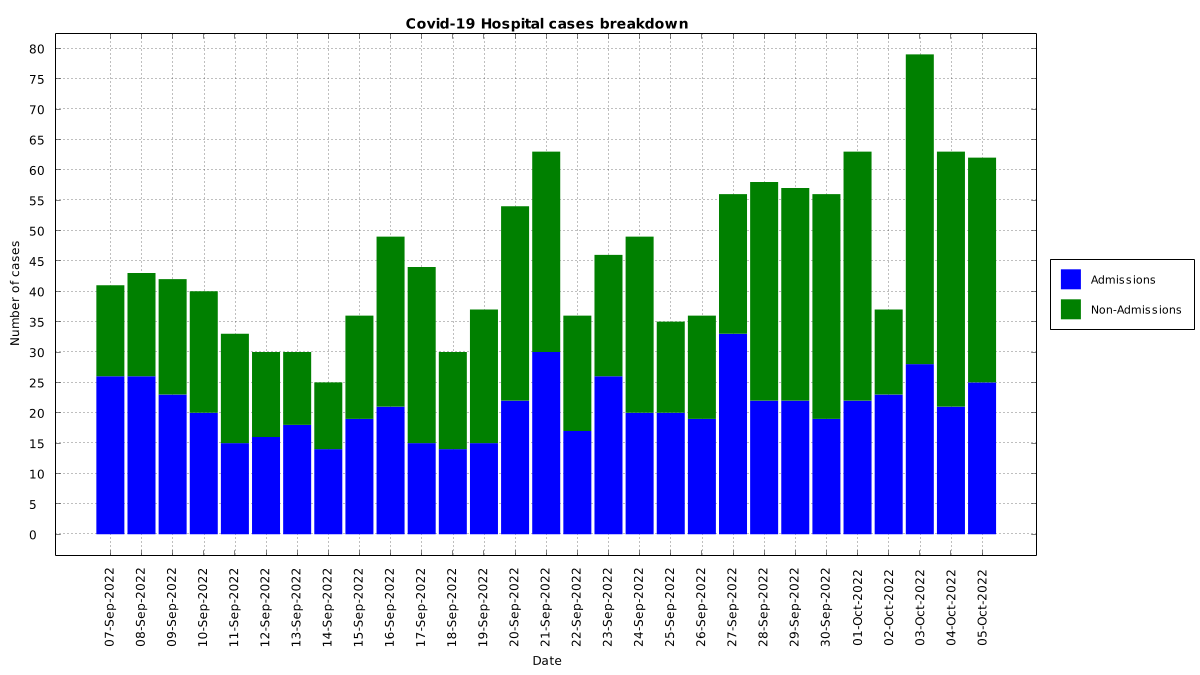 Covid-19 Hospital cases breakdown
Number of cases
80
75
70
65
60
55
50
45
40
35
30
25
20
15
10
5
0
07-Sep-2022
08-Sep-2022
09-Sep-2022
10-Sep-2022
11-Sep-2022
12-Sep-2022
13-Sep-2022
14-Sep-2022
15-Sep-2022
16-Sep-2022
17-Sep-2022
18-Sep-2022
19-Sep-2022
20-Sep-2022
21-Sep-2022
22-Sep-2022
23-Sep-2022
24-Sep-2022
25-Sep-2022
26-Sep-2022
27-Sep-2022
28-Sep-2022
29-Sep-2022
30-Sep-2022
01-Oct-2022
02-Oct-2022
03-Oct-2022
04-Oct-2022
05-Oct-2022
Date
Admissions
Non-Admissions